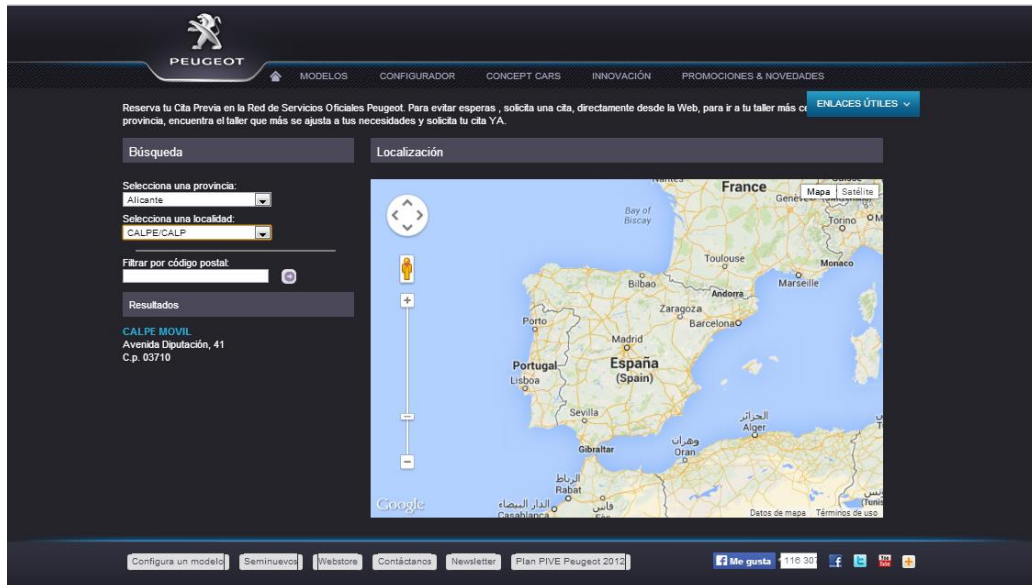 PEUGEOT
MODELOS CONFIGURADOR CONCEPT CARS INNOVACIÓN PROMOCIONES & NOVEDADES
ENLACES ÚTILES
Reserva tu Cita Previa en la Red de Servicios Oficiales Peugeot. Para evitar esperas , solicita una cita, directamente desde la Web, para ir a tu taller más
provincia, encuentra el taller que más se ajusta a tus necesidades y solicita tu cita YA.
Búsqueda
Selecciona una provincia:
Alicante
Selecciona una localidad:
CALPE/CALP
Filtrar por código postal:
Resultados
CALPE MOVIL
Avenida Diputación, 41
C.p. 03710
Localización
Mapa Satélite
France
Bay of
Biscay
Torino
Toulouse
Monaco
Marseille
Bilbao
Andorra
Zaragoza
Porto
Barcelona
Madrid
Portugal
España
(Spain)
Lisboa
Sevilla
الجزائر
Alger
وهران
Oran
Gibraltar
الرباط
Rabat
الدار البيضاء
Casablanca
فاس
Google
Datos de mapa Términos de uso
Configura un modelo Seminuevos Webstore Contáctanos Newsletter Plan PIVE Peugeot 2012
Me gusta 116 307